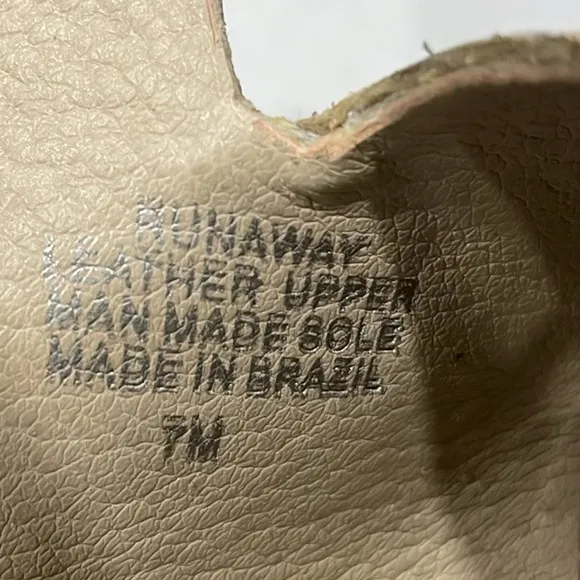 RUNAWAY
LEATHER UPPER
MAN MADE SOLE
MADE IN BRAZIL
7M